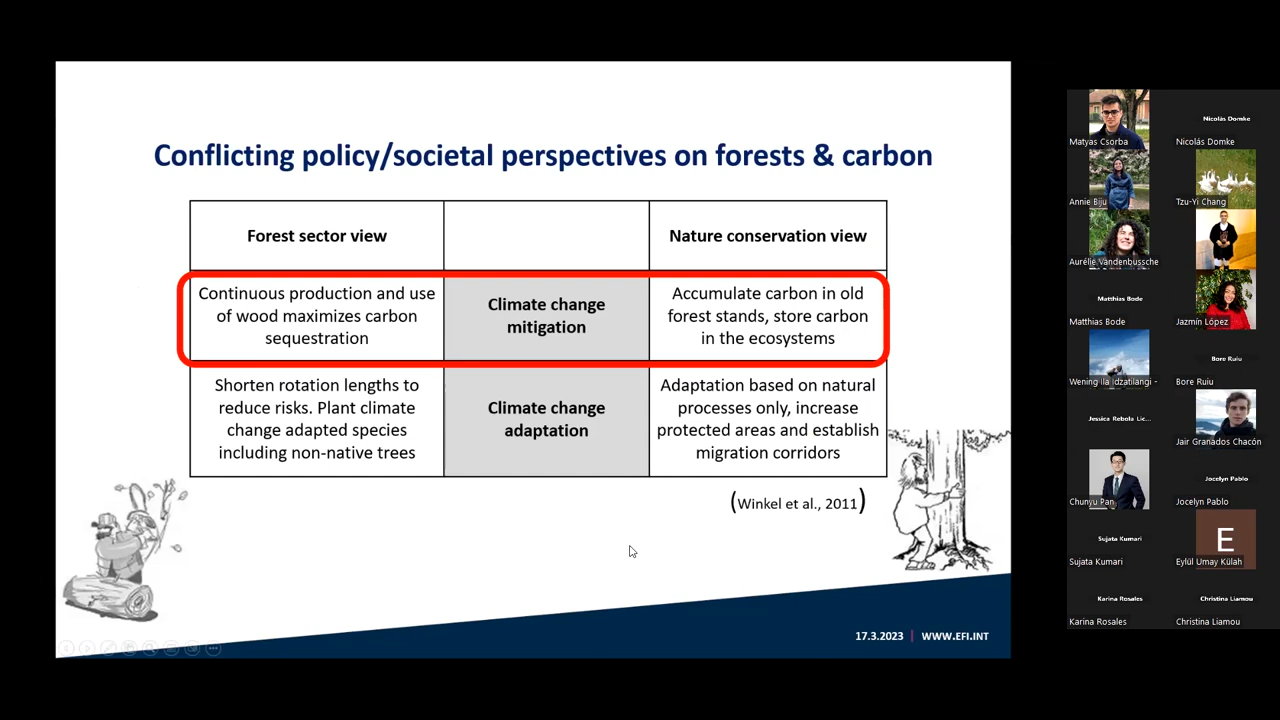 Conflicting policy/societal perspectives on forests & carbon
Forest sector view
Nature conservation view
Continuous production and use
of wood maximizes carbon
sequestration
Climate change
mitigation
Accumulate carbon in old
forest stands, store carbon
in the ecosystems
Shorten rotation lengths to
reduce risks. Plant climate
change adapted species
including non-native trees
Climate change
adaptation
Adaptation based on natural
processes only, increase
protected areas and establish
migration corridors
(Winkel et al., 2011)
17.3.2023 | WWW.EFI.INT
Matyas Csorba
Nicolás Domke
Nicolás Domke
Annie Biju
Tzu-Yi Chang
Aurélie Vandenbussche
Matthias Bode
Matthias Bode
Jazmín López
Wening Ila Idzatilangi -
Bore Ruiu
Bore Ruiu
Jessica Rebola Lic...
Jair Granados Chacón
Chunyu Pan
Jocelyn Pablo
Jocelyn Pablo
Sujata Kumari
Sujata Kumari
E
Eylül Umay Külah
Karina Rosales
Karina Rosales
Christina Liamou
Christina Liamou